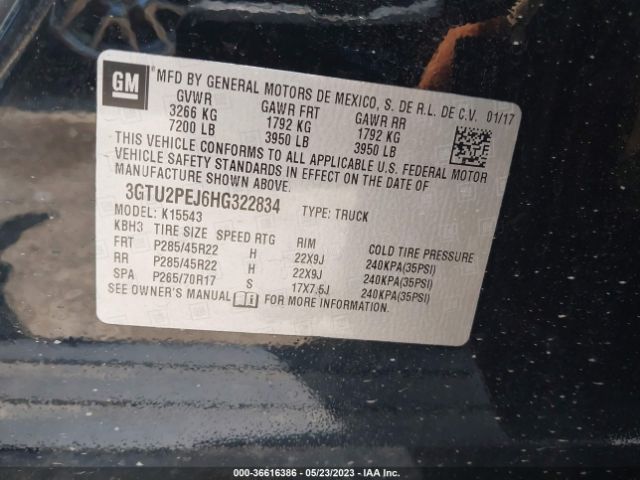 GM
*MFD BY GENERAL MOTORS DE MEXICO, S. DE R.L. DE C.V. 01/17
GVWR GAWR FRT GAWR RR
3266 KG 1792 KG 1792 KG
7200 LB 3950 LB 3950 LB
THIS VEHICLE CONFORMS TO ALL APPLICABLE U.S. FEDERAL MOTOR
VEHICLE SAFETY STANDARDS IN EFFECT ON THE DATE OF
MANUFACTURE SHOWN ABOVE.
3GTU2PEJ6HG322834 TYPE: TRUCK
MODEL: K15543
KBH3 TIRE SIZE SPEED RTG RIM COLD TIRE PRESSURE
FRT P285/45R22 H 22X9J 240KPA(35PSI)
RR P285/45R22 H 22X9J 240KPA(35PSI)
SPA P265/70R17 S 17X7.5J 240KPA(35PSI)
SEE OWNER'S MANUAL FOR MORE INFORMATION.
000-36616386 - 05/23/2023 - IAA Inc.